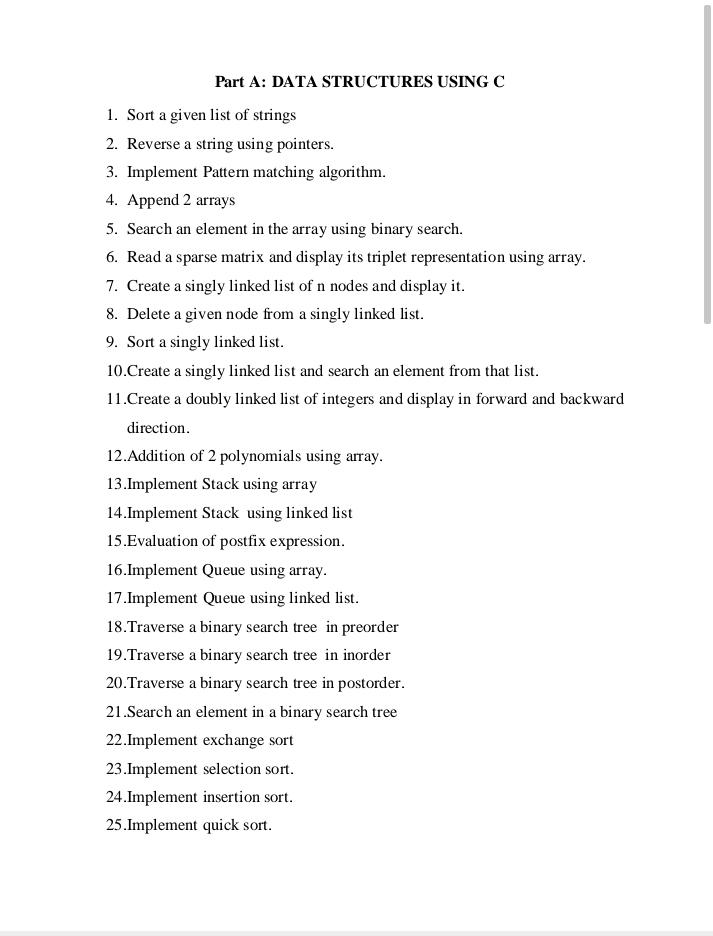 Part A: DATA STRUCTURES USING C
1. Sort a given list of strings
2. Reverse a string using pointers.
3. Implement Pattern matching algorithm.
4. Append 2 arrays
5. Search an element in the array using binary search.
6. Read a sparse matrix and display its triplet representation using array.
7. Create a singly linked list of n nodes and display it.
8. Delete a given node from a singly linked list.
9. Sort a singly linked list.
10.Create a singly linked list and search an element from that list.
11.Create a doubly linked list of integers and display in forward and backward
direction.
12.Addition of 2 polynomials using array.
13.Implement Stack using array
14.Implement Stack using linked list
15.Evaluation of postfix expression.
16.Implement Queue using array.
17.Implement Queue using linked list.
18.Traverse a binary search tree in preorder
19.Traverse a binary search tree in inorder
20.Traverse a binary search tree in postorder.
21.Search an element in a binary search tree
22.Implement exchange sort
23.Implement selection sort.
24.Implement insertion sort.
25.Implement quick sort.